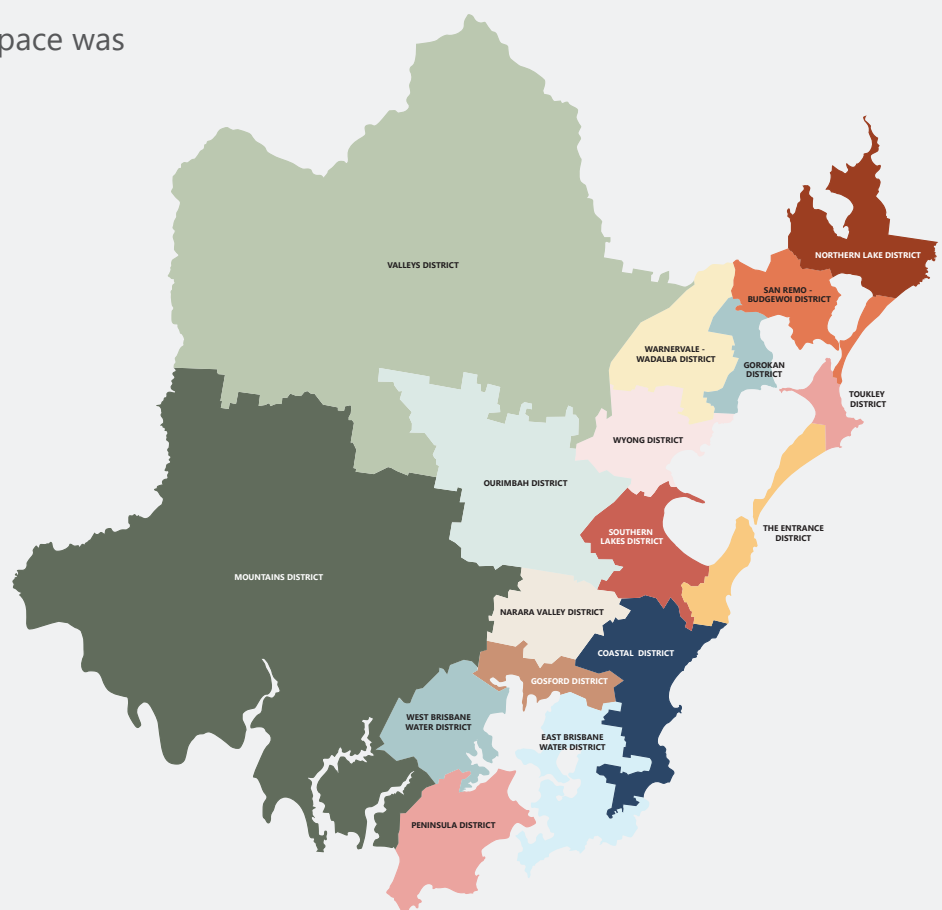 pace was
VALLEYS DISTRICT
NORTHERN LAKE DISTRICT
SAN REMO -
BUDGEWOI DISTRICT
WARNERVALE -
WADALBA DISTRICT
GOROKAN
DISTRICT
TOUKLEY
DISTRICT
WYONG DISTRICT
OURIMBAH DISTRICT
SOUTHERN
LAKES DISTRICT
THE ENTRANCE
DISTRICT
MOUNTAINS DISTRICT
NARARA VALLEY DISTRICT
COASTAL DISTRICT
GOSFORD DISTRICT
WEST BRISBANE
WATER DISTRICT
EAST BRISBANE
WATER DISTRICT
PENINSULA DISTRICT